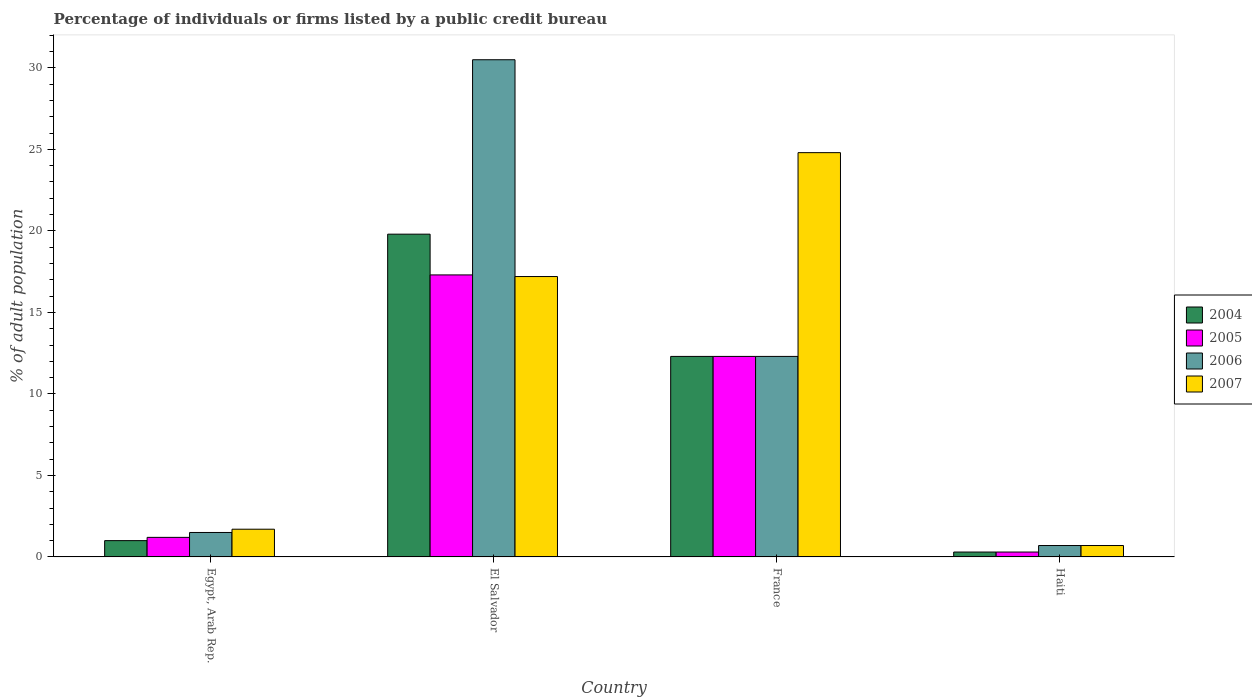 Percentage of individuals or firms listed by a public credit bureau
% of adult population
30
25
20
15
10
5
0
2004
2005
2006
2007
Egypt, Arab Rep.
El Salvador
France
Haiti
Country